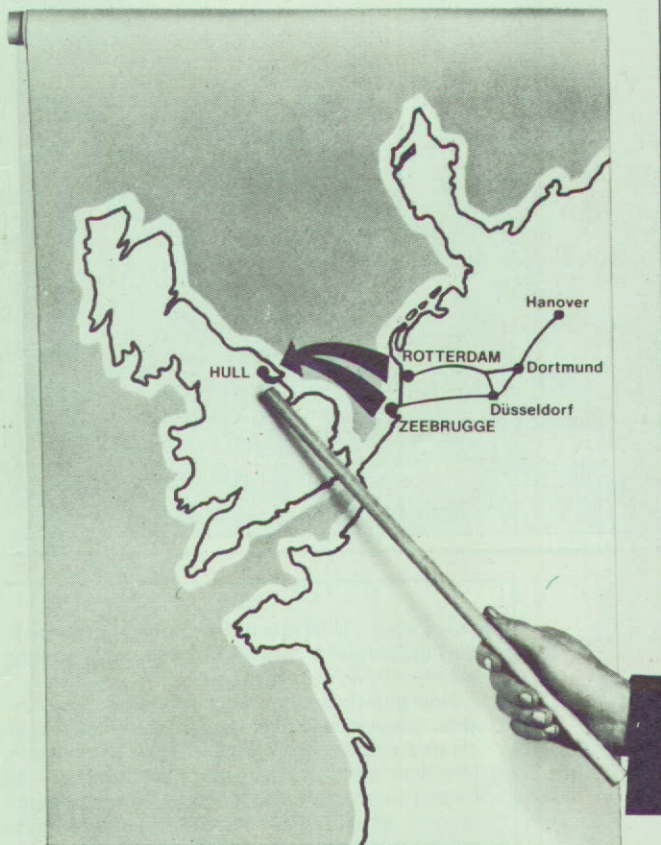 Hanover
ROTTERDAM
HULL
Dortmund
Düsseldorf
ZEEBRUGGE